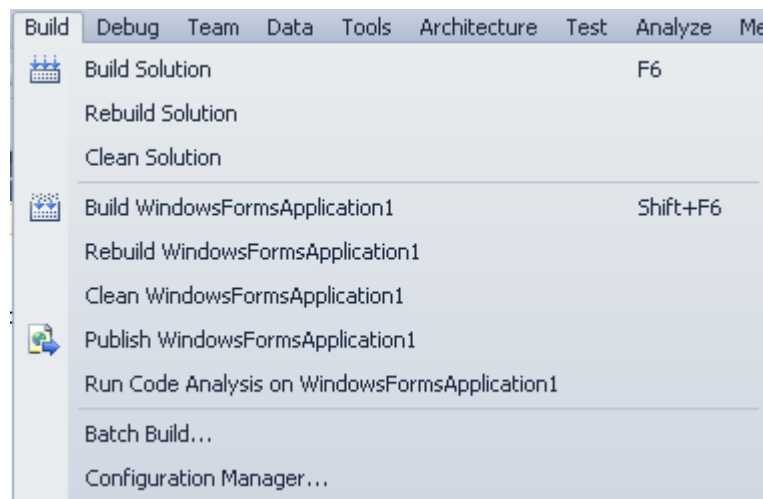 Build Debug Team Data Tools Architecture Test Analyze Me
Build Solution F6
Rebuild Solution
Clean Solution
Build WindowsFormsApplication1 Shift+F6
Rebuild WindowsFormsApplication1
Clean WindowsFormsApplication1
Publish WindowsFormsApplication1
Run Code Analysis on WindowsFormsApplication1
Batch Build...
Configuration Manager...